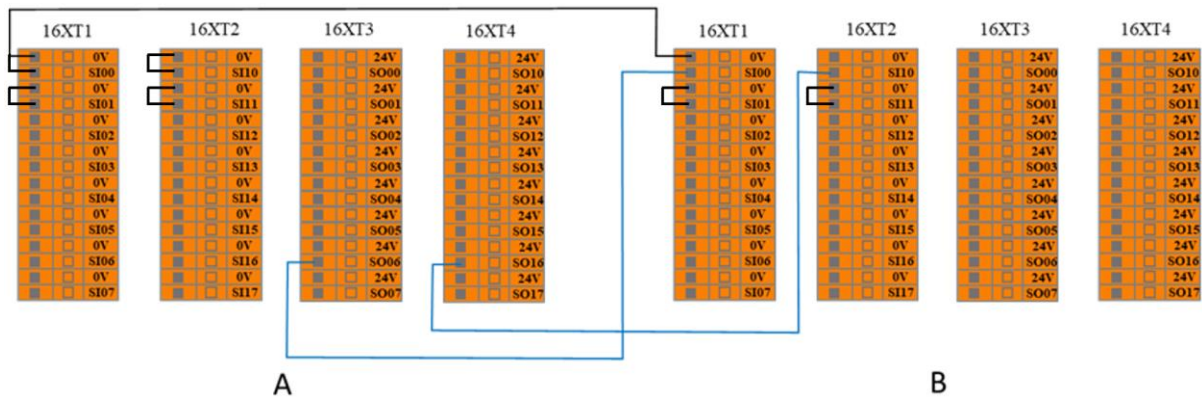 16XT1 16XT2 16XT3 16XT4 16XT1 16XT2 16XT3 16XT4
0V 0V 24V 24V 0V 0V 24V 24V
SI00 SI10 SO00 SO10 SI00 SI10 SO00 SO10
0V 0V 24V 24V 0V 0V 24V 24V
SI01 SI11 SO01 SO11 SI01 SI11 SO01 SO11
0V 0V 24V 24V 0V 0V 24V 24V
SI02 SI12 SO02 SO12 SI02 SI12 SO02 SO12
0V 0V 24V 24V 0V 0V 24V 24V
SI03 SI13 SO03 SO13 SI03 SI13 SO03 SO13
0V 0V 24V 24V 0V 0V 24V 24V
SI04 SI14 SO04 SO14 SI04 SI14 SO04 SO14
0V 0V 24V 24V 0V 0V 24V 24V
SI05 SI15 SO05 SO15 SI05 SI15 SO05 SO15
0V 0V 24V 24V 0V 0V 24V 24V
SI06 SI16 SO06 SO16 SI06 SI16 SO06 SO16
0V 0V 24V 24V 0V 0V 24V 24V
SI07 SI17 SO07 SO17 SI07 SI17 SO07 SO17
A B